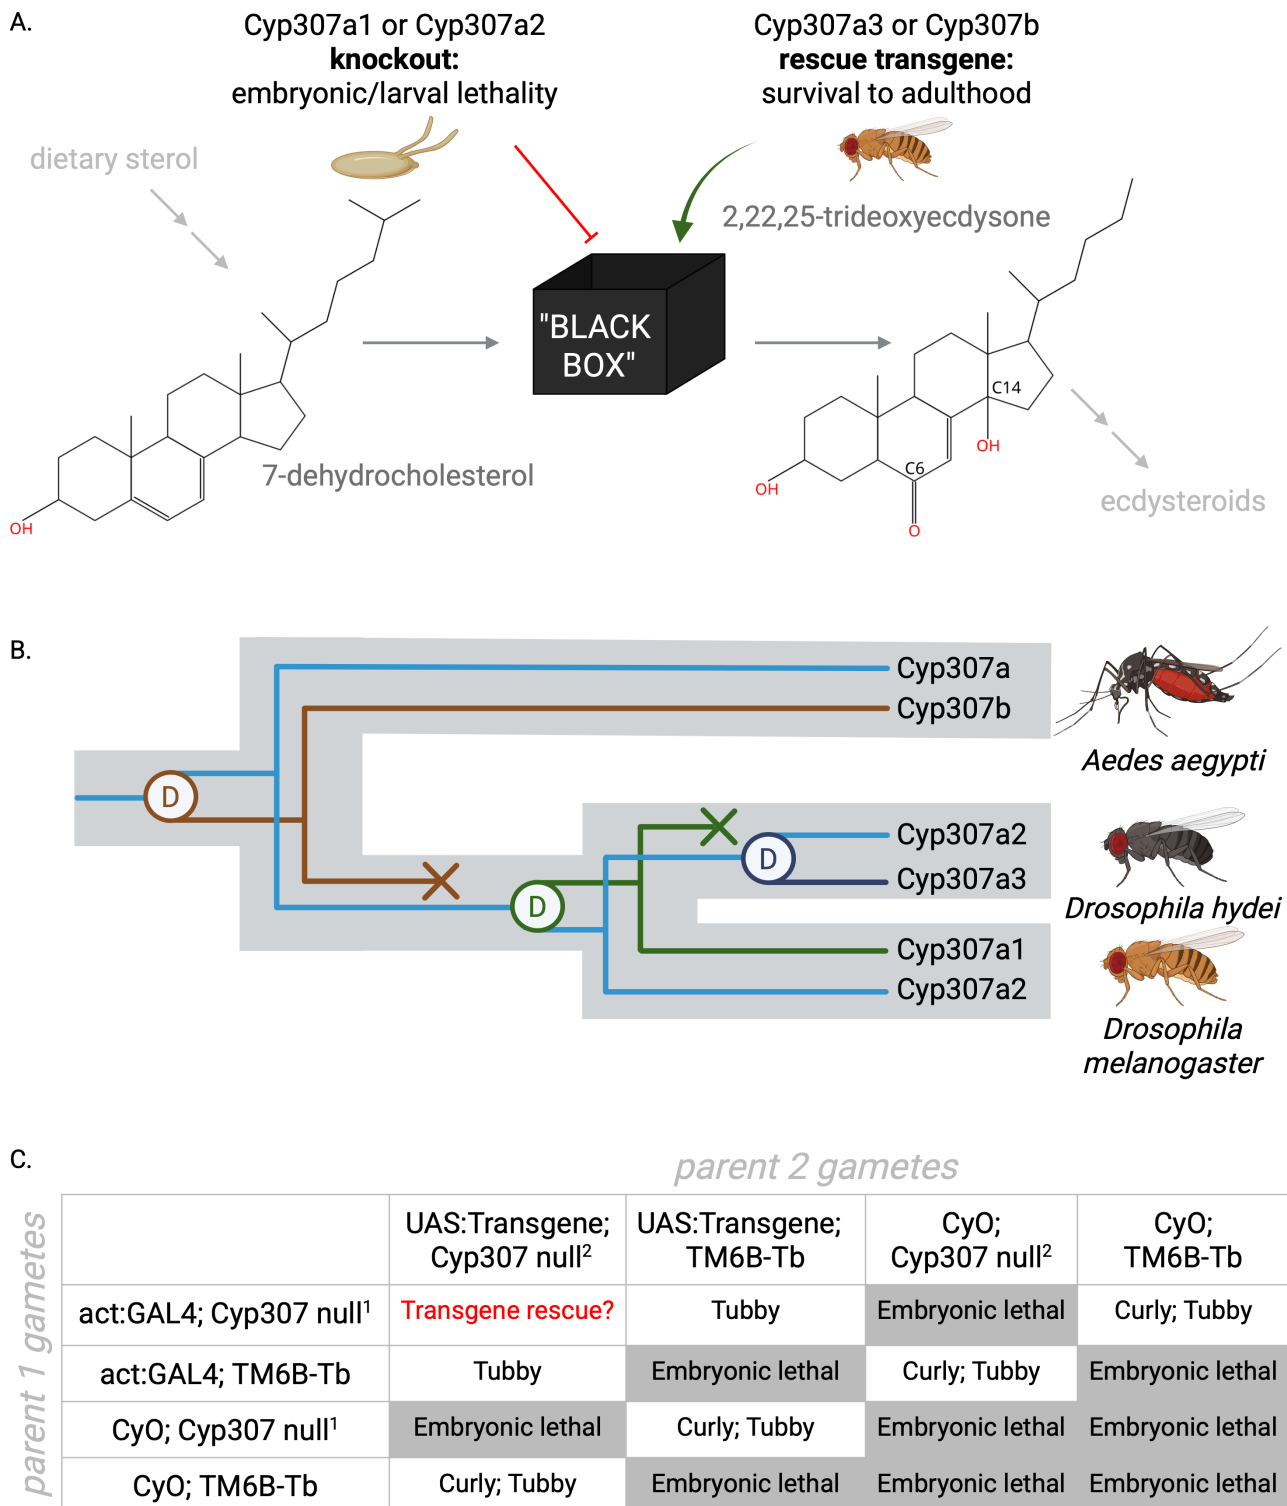 A.
Cyp307a1 or Cyp307a2
knockout:
embryonic/larval lethality
Cyp307a3 or Cyp307b
rescue transgene:
survival to adulthood
dietary sterol
2,22,25-trideoxyecdysone
"BLACK
BOX"
C14
OH
C6
7-dehydrocholesterol
OH
OH
O
ecdysteroids
B.
Cyp307a
Cyp307b
Aedes aegypti
D
D
D
Cyp307a2
Cyp307a3
Drosophila hydei
Cyp307a1
Cyp307a2
Drosophila
melanogaster
C.
parent 2 gametes
parent 1 gametes
UAS:Transgene;
Cyp307 null²
UAS:Transgene;
TM6B-Tb
CyO;
Cyp307 null²
CyO;
TM6B-Tb
act:GAL4; Cyp307 null¹ Transgene rescue? Tubby Embryonic lethal Curly; Tubby
act:GAL4; TM6B-Tb Tubby Embryonic lethal Curly; Tubby Embryonic lethal
CyO; Cyp307 null¹ Embryonic lethal Curly; Tubby Embryonic lethal Embryonic lethal
CyO; TM6B-Tb Curly; Tubby Embryonic lethal Embryonic lethal Embryonic lethal